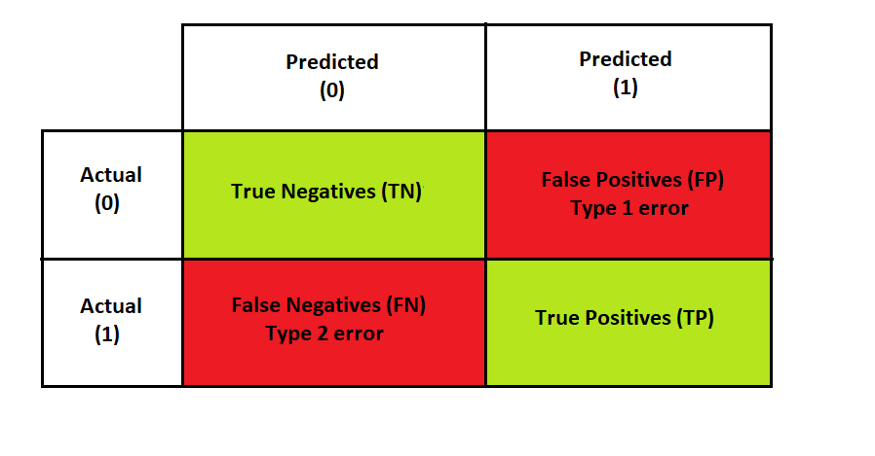 Predicted
(0)
Predicted
(1)
Actual
(0)
True Negatives (TN)
False Positives (FP)
Type 1 error
Actual
(1)
False Negatives (FN)
Type 2 error
True Positives (TP)